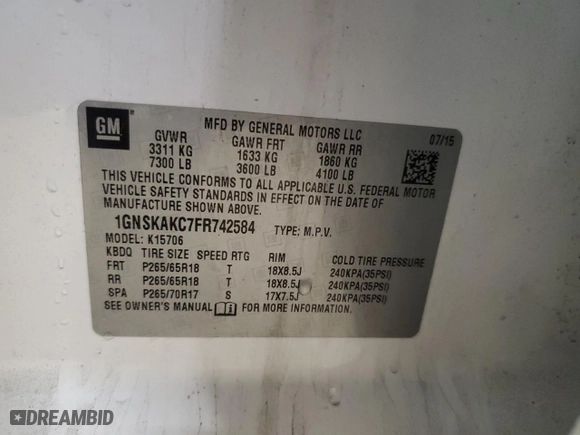 GM
MFD BY GENERAL MOTORS LLC
07/15
GVWR GAWR FRT GAWR RR
3311 KG 1633 KG 1860 KG
7300 LB 3600 LB 4100 LB
THIS VEHICLE CONFORMS TO ALL APPLICABLE U.S. FEDERAL MOTOR
VEHICLE SAFETY STANDARDS IN EFFECT ON THE DATE OF
MANUFACTURE SHOWN ABOVE.
1GNSKAKC7FR742584 TYPE: M.P.V.
MODEL: K15706
KBDQ TIRE SIZE SPEED RTG RIM COLD TIRE PRESSURE
FRT P265/65R18 T 18X8.5J 240KPA(35PSI)
RR P265/65R18 T 18X8.5J 240KPA(35PSI)
SPA P265/70R17 S 17X7.5J 240KPA(35PSI)
SEE OWNER'S MANUAL FOR MORE INFORMATION.
DREAMBID